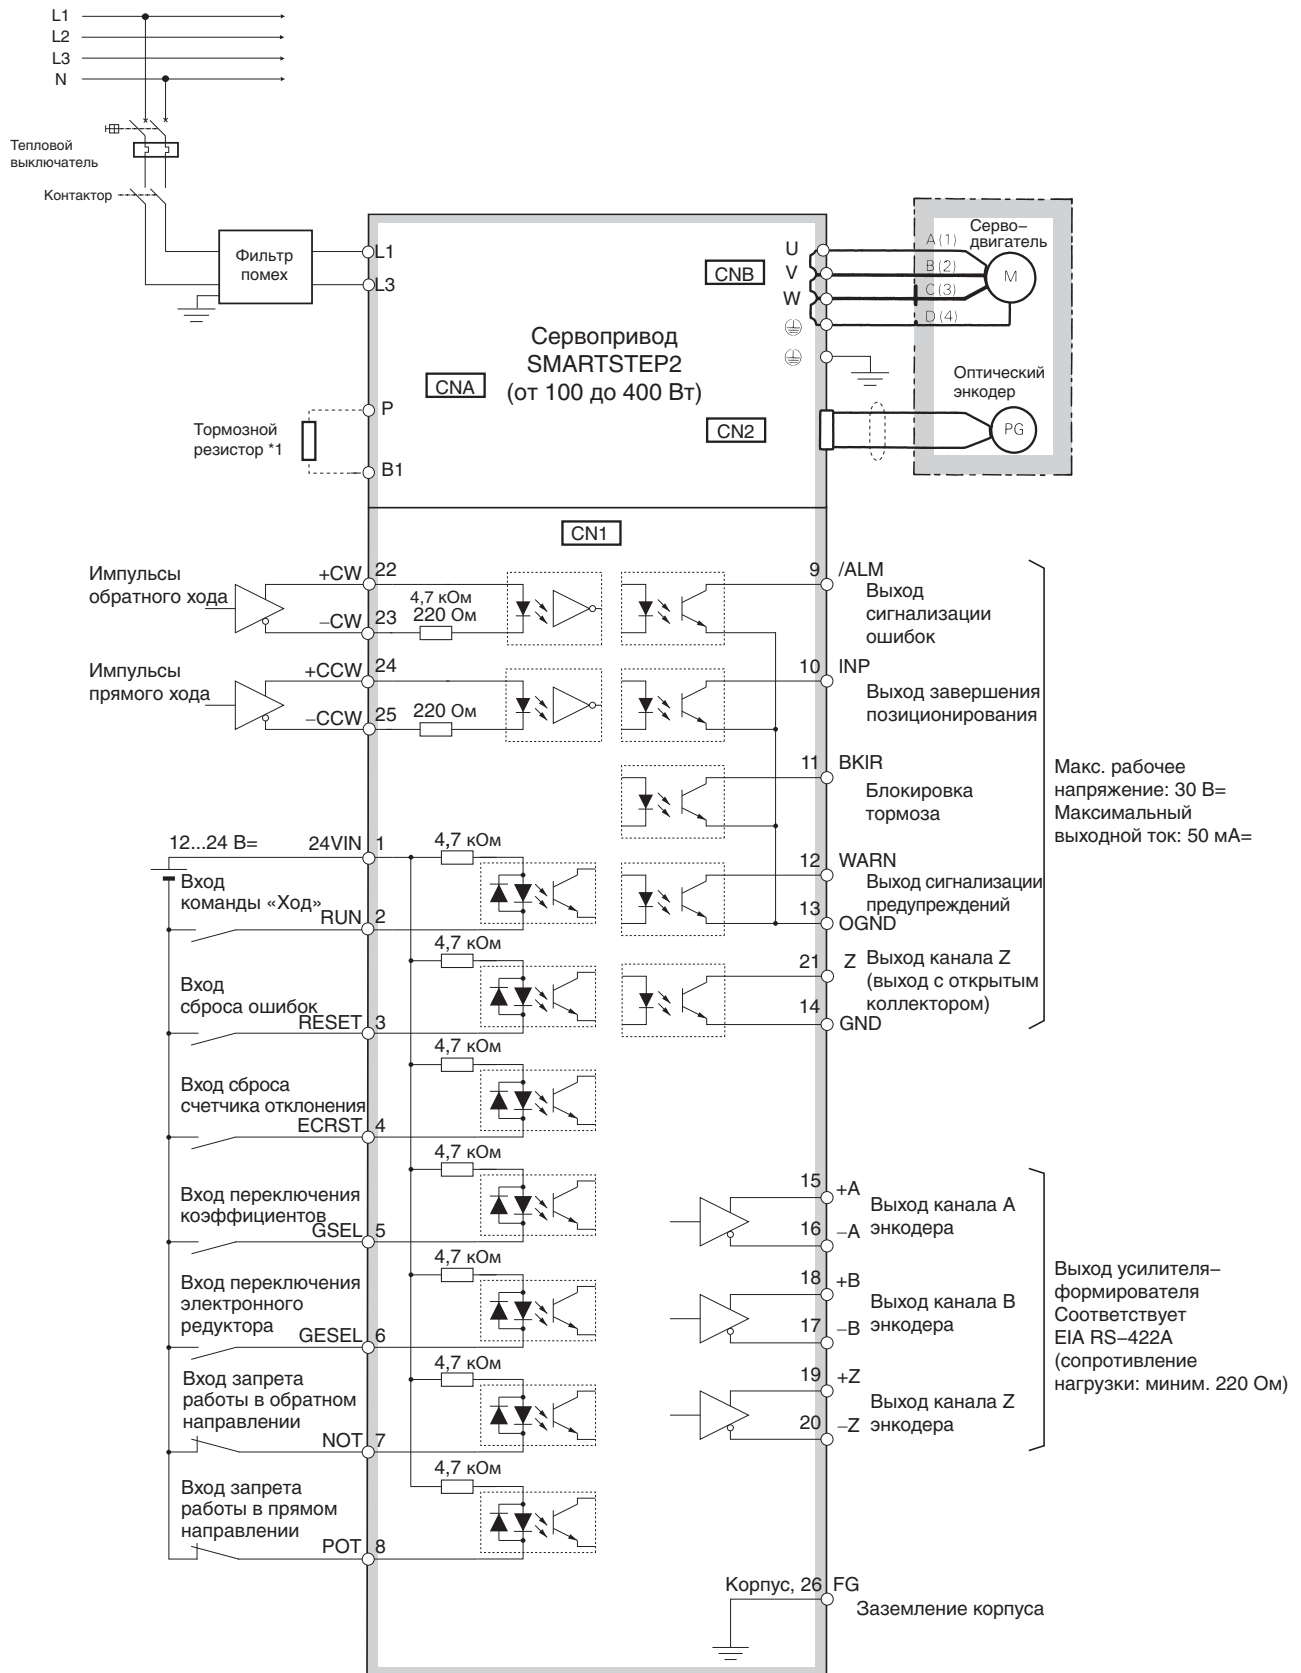 L1
L2
L3
N
Тепловой
выключатель
Контактор
Фильтр
помех
L1
L3
CNB
U
V
W
Серво–
двигатель
A (1)
B (2)
C (3)
D (4)
M
Сервопривод
SMARTSTEP2
(от 100 до 400 Вт)
CNA
CN2
Оптический
энкодер
PG
P
Тормозной
резистор *1
B1
CN1
Импульсы
обратного хода
+CW
22
–CW
23
4,7 кОм
220 Ом
Импульсы
прямого хода
+CCW
24
–CCW
25
220 Ом
9
/ALM
Выход
сигнализации
ошибок
10
INP
Выход завершения
позиционирования
11
BKIR
Блокировка
тормоза
12
WARN
Выход сигнализации
предупреждений
13
OGND
21
Z
Выход канала Z
(выход с открытым
коллектором)
14
GND
Макс. рабочее
напряжение: 30 В=
Максимальный
выходной ток: 50 мА=
12...24 В=
24VIN
1
4,7 кОм
Вход
команды «Ход»
RUN
2
4,7 кОм
Вход
сброса ошибок
RESET
3
4,7 кОм
Вход сброса
счетчика отклонения
ECRST
4
4,7 кОм
Вход переключения
коэффициентов
GSEL
5
4,7 кОм
Вход переключения
электронного
редуктора
GESEL
6
4,7 кОм
Вход запрета
работы в обратном
направлении
NOT
7
4,7 кОм
Вход запрета
работы в прямом
направлении
POT
8
15
+A
16
–A
Выход канала A
энкодера
18
+B
17
–B
Выход канала B
энкодера
19
+Z
20
–Z
Выход канала Z
энкодера
Выход усилителя–
формирователя
Соответствует
EIA RS–422A
(сопротивление
нагрузки: миним. 220 Ом)
Корпус, 26
FG
Заземление корпуса